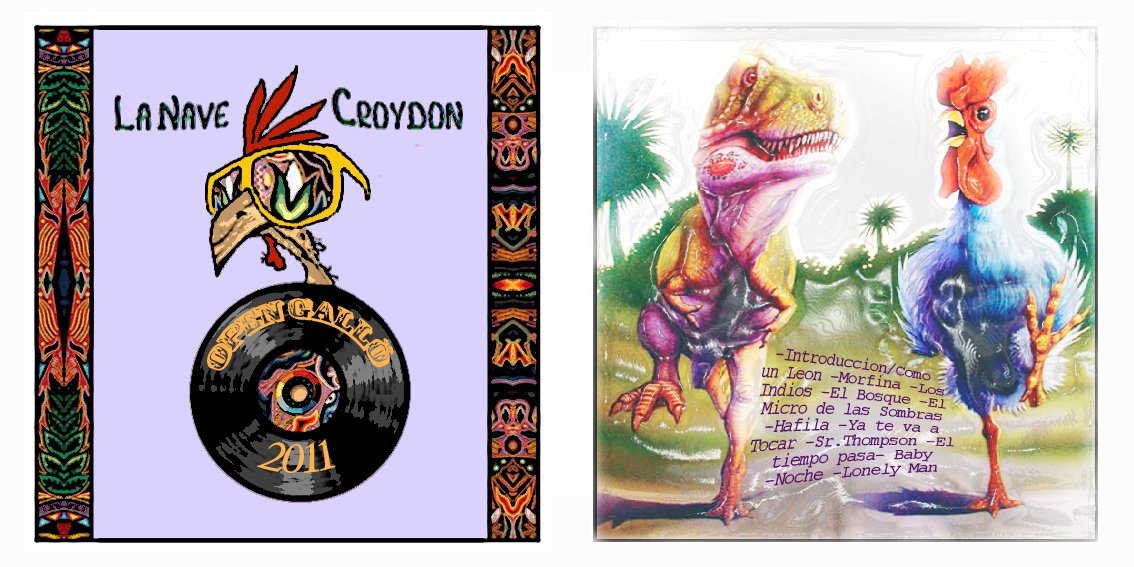 LA NAVE CROYDON
OPEN GALLO
2011
-Introduccion/Como
un Leon -Morfina -Los
Indios -El Bosque -El
Micro de las Sombras
-Hafila -Ya te va a
Tocar -Sr.Thompson -El
tiempo pasa- Baby
-Noche -Lonely Man